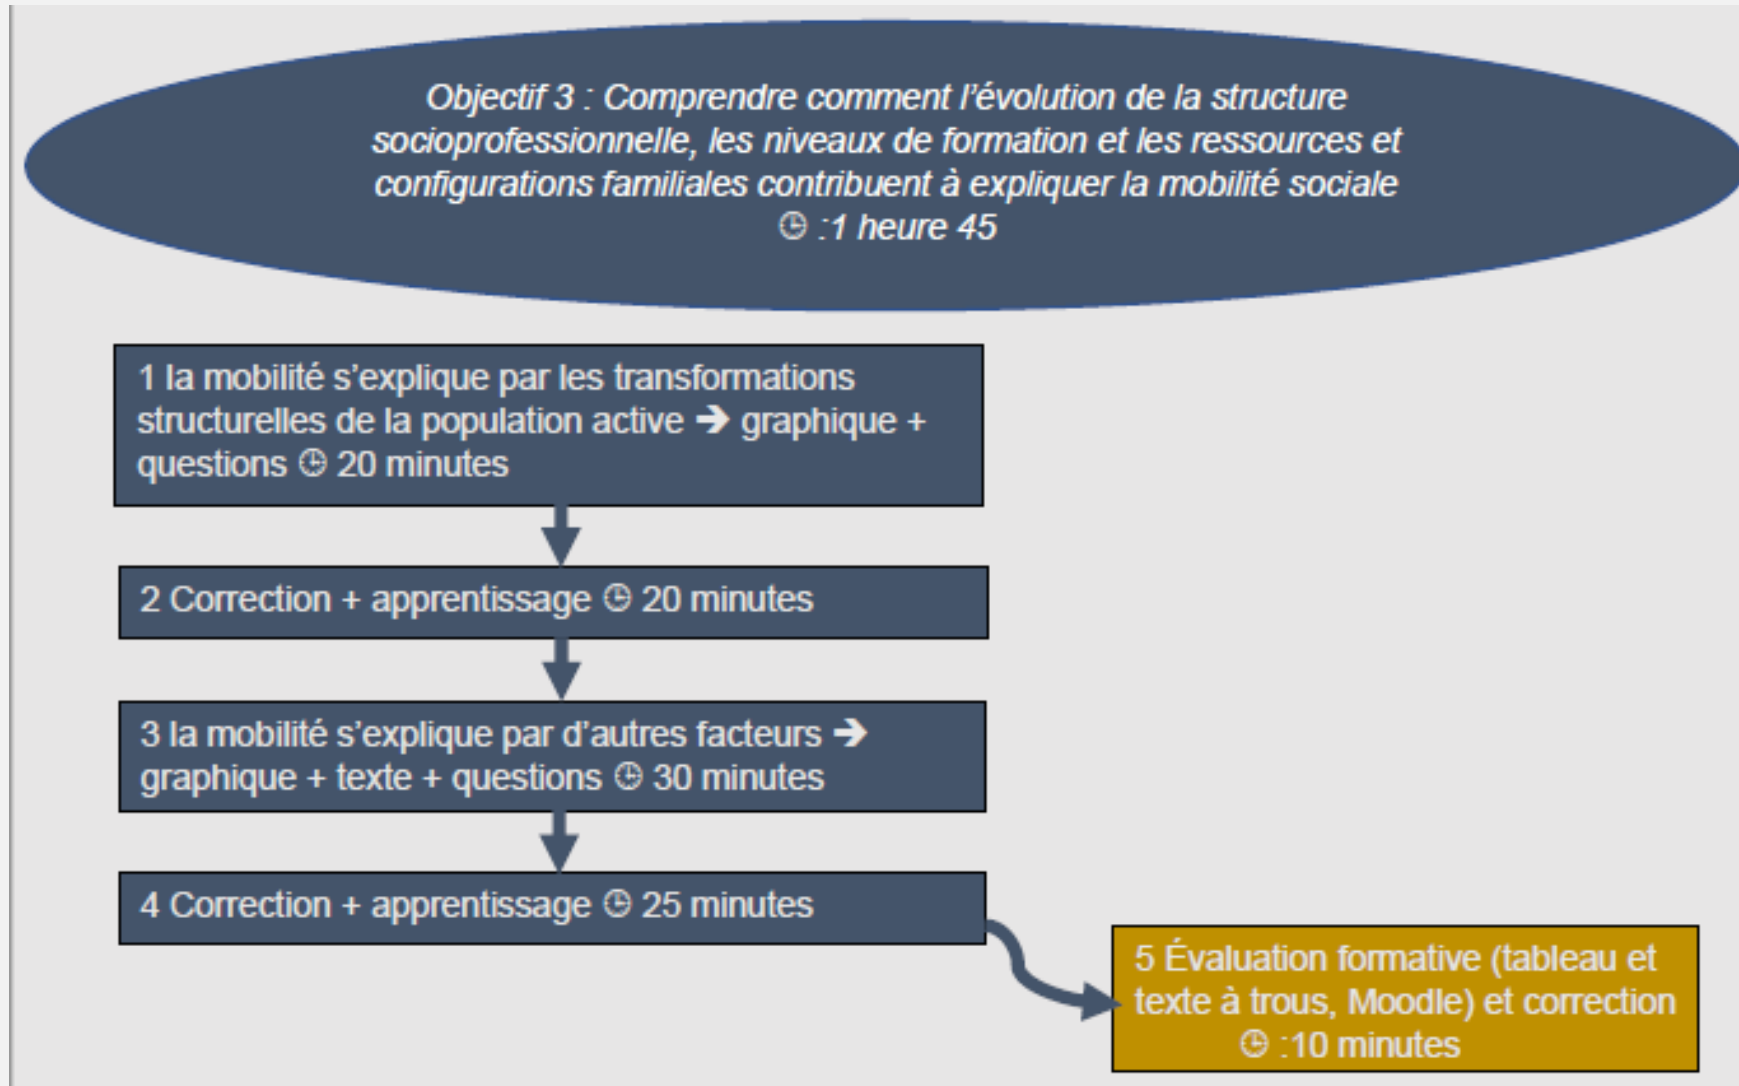 Objectif 3 : Comprendre comment l’évolution de la structure
socioprofessionnelle, les niveaux de formation et les ressources et
configurations familiales contribuent à expliquer la mobilité sociale
🕒 :1 heure 45
1 la mobilité s’explique par les transformations
structurelles de la population active ➔ graphique +
questions 🕒 20 minutes
2 Correction + apprentissage 🕒 20 minutes
3 la mobilité s’explique par d’autres facteurs ➔
graphique + texte + questions 🕒 30 minutes
4 Correction + apprentissage 🕒 25 minutes
5 Évaluation formative (tableau et
texte à trous, Moodle) et correction
🕒 :10 minutes